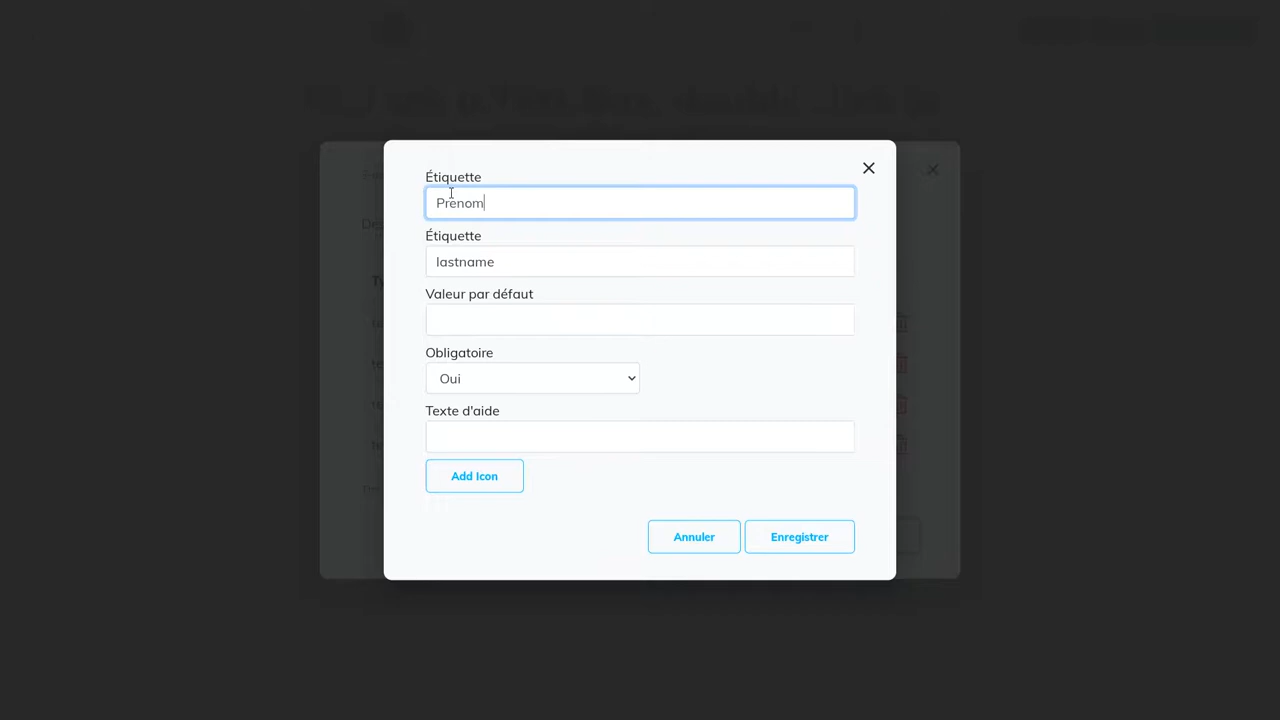 Étiquette
Prenom
Étiquette
lastname
Valeur par défaut
Obligatoire
Oui
Texte d'aide
Add Icon
Annuler
Enregistrer